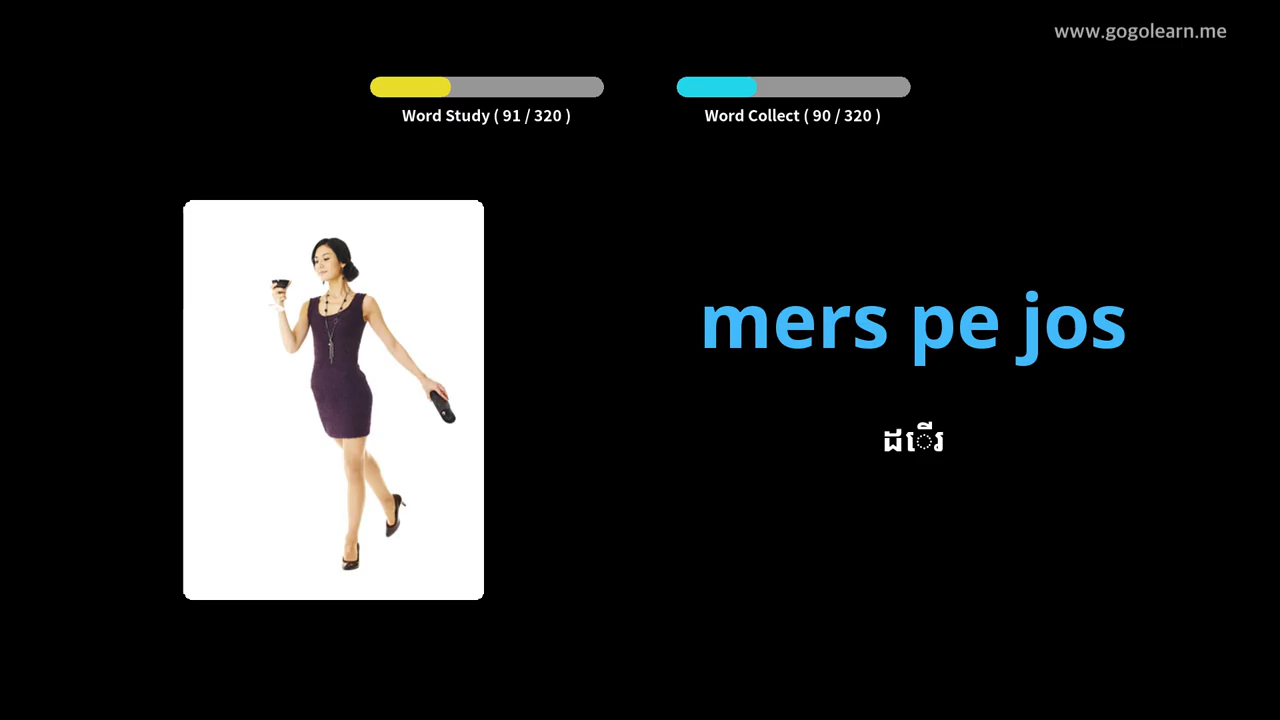 www.gogolearn.me
Word Study ( 91 / 320 )
Word Collect ( 90 / 320 )
mers pe jos
ដើរ